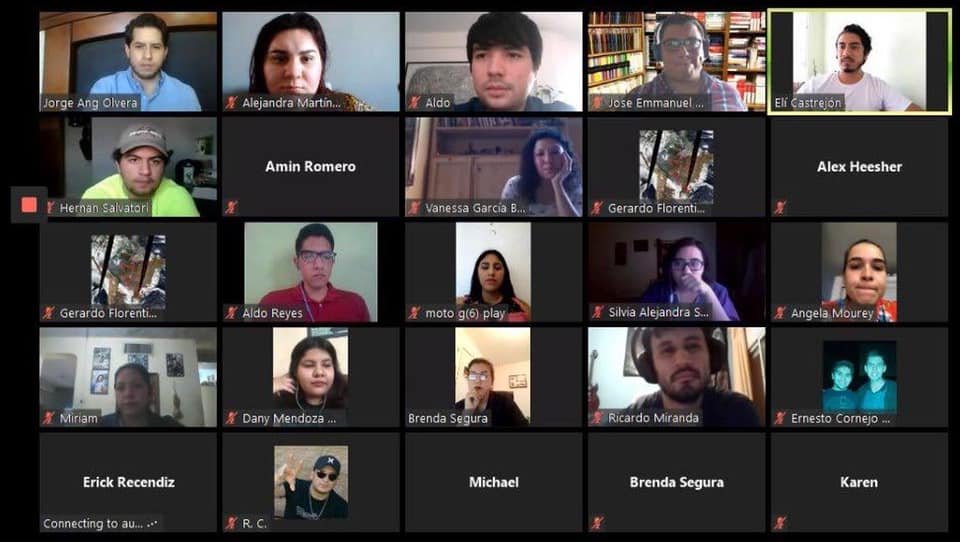 Jorge Ang Olvera
Alejandra Martín...
Aldo
Jose Emmanuel ...
Elí Castrejón
Hernan Salvatori
Amin Romero
Vanessa García B...
Gerardo Florenti...
Alex Heesher
Gerardo Florenti...
Aldo Reyes
moto g(6) play
Silvia Alejandra S...
Angela Mourey
Miriam
Dany Mendoza ...
Brenda Segura
Ricardo Miranda
Ernesto Cornejo ...
Erick Recendiz
Connecting to au...
R. C.
Michael
Brenda Segura
Karen